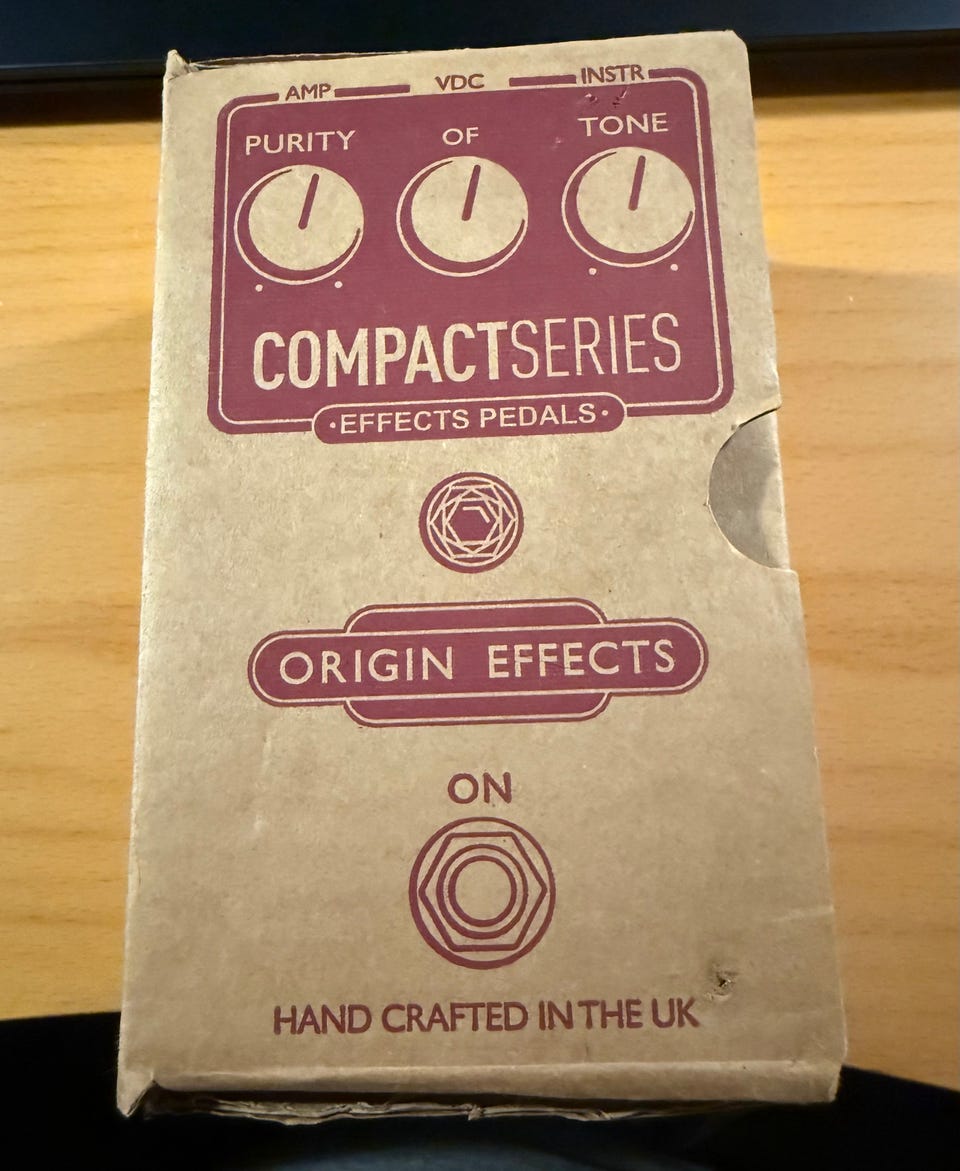 AMP VDC INSTR
PURITY OF TONE
COMPACTSERIES
·EFFECTS PEDALS·
ORIGIN EFFECTS
ON
HAND CRAFTED IN THE UK